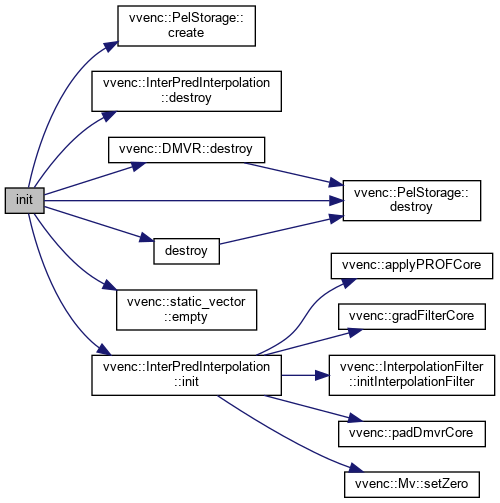 init
vvenc::PelStorage::
create
vvenc::InterPredInterpolation
::destroy
vvenc::DMVR::destroy
vvenc::PelStorage::
destroy
destroy
vvenc::static_vector
::empty
vvenc::InterPredInterpolation
::init
vvenc::applyPROFCore
vvenc::gradFilterCore
vvenc::InterpolationFilter
::initInterpolationFilter
vvenc::padDmvrCore
vvenc::Mv::setZero